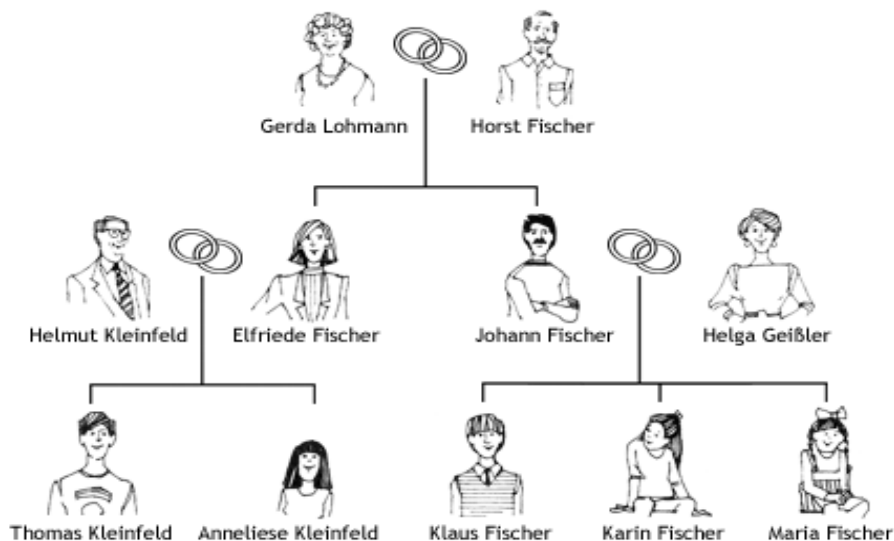 Gerda Lohmann
Horst Fischer
Helmut Kleinfeld
Elfriede Fischer
Johann Fischer
Helga Geißler
Thomas Kleinfeld
Anneliese Kleinfeld
Klaus Fischer
Karin Fischer
Maria Fischer